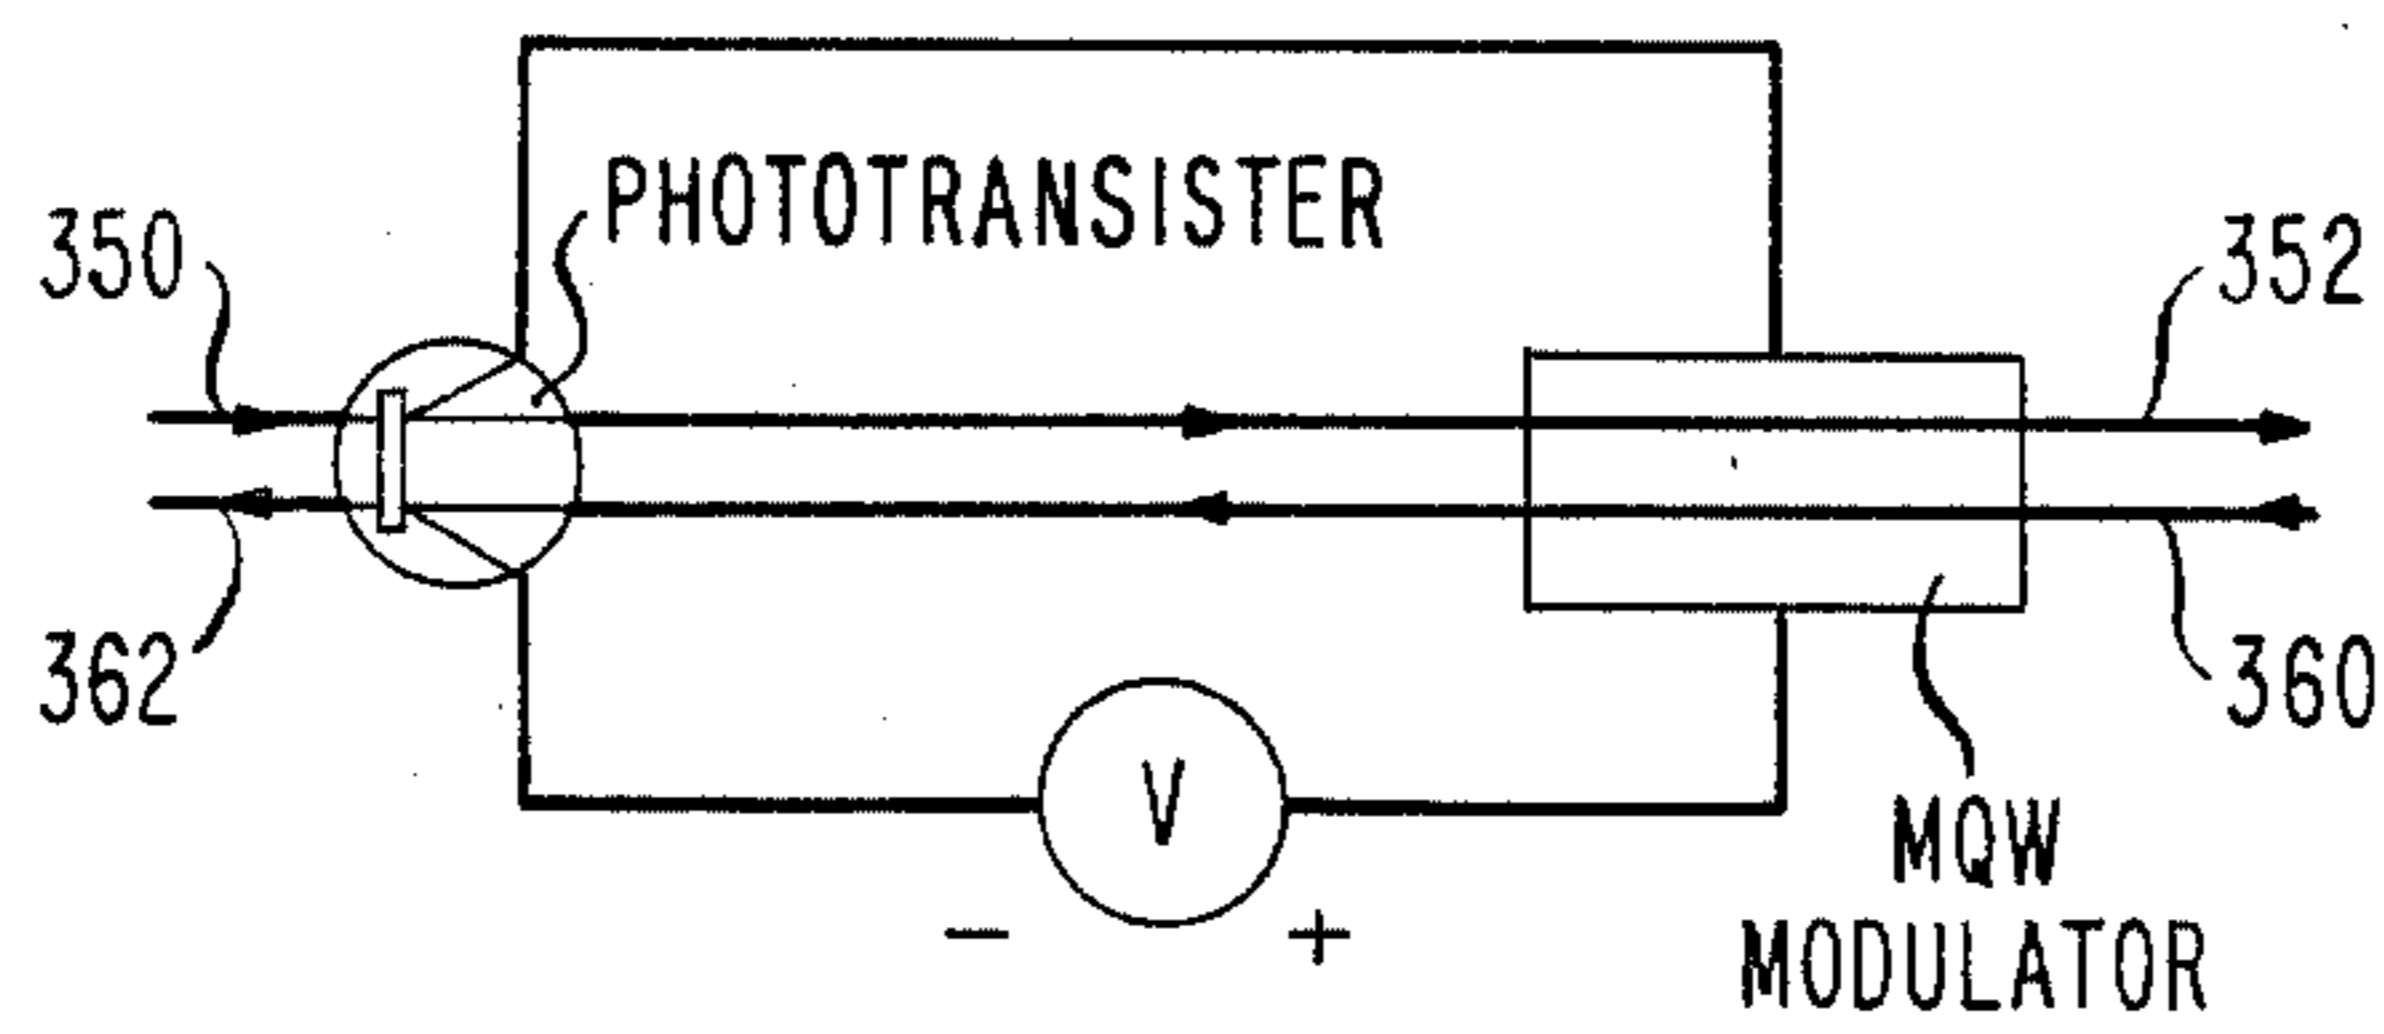 PHOTOTRANSISTER
350
352
362
360
V
- +
MQW
MODULATOR